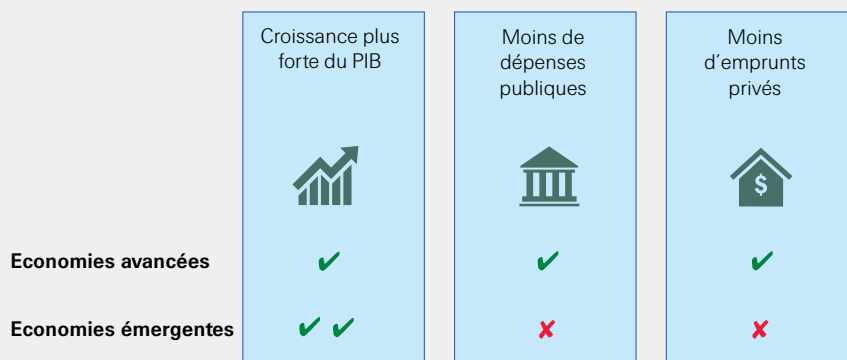 Croissance plus
forte du PIB
Moins de
dépenses
publiques
Moins
d´emprunts
privés
$
Economies avancées
Economies émergentes